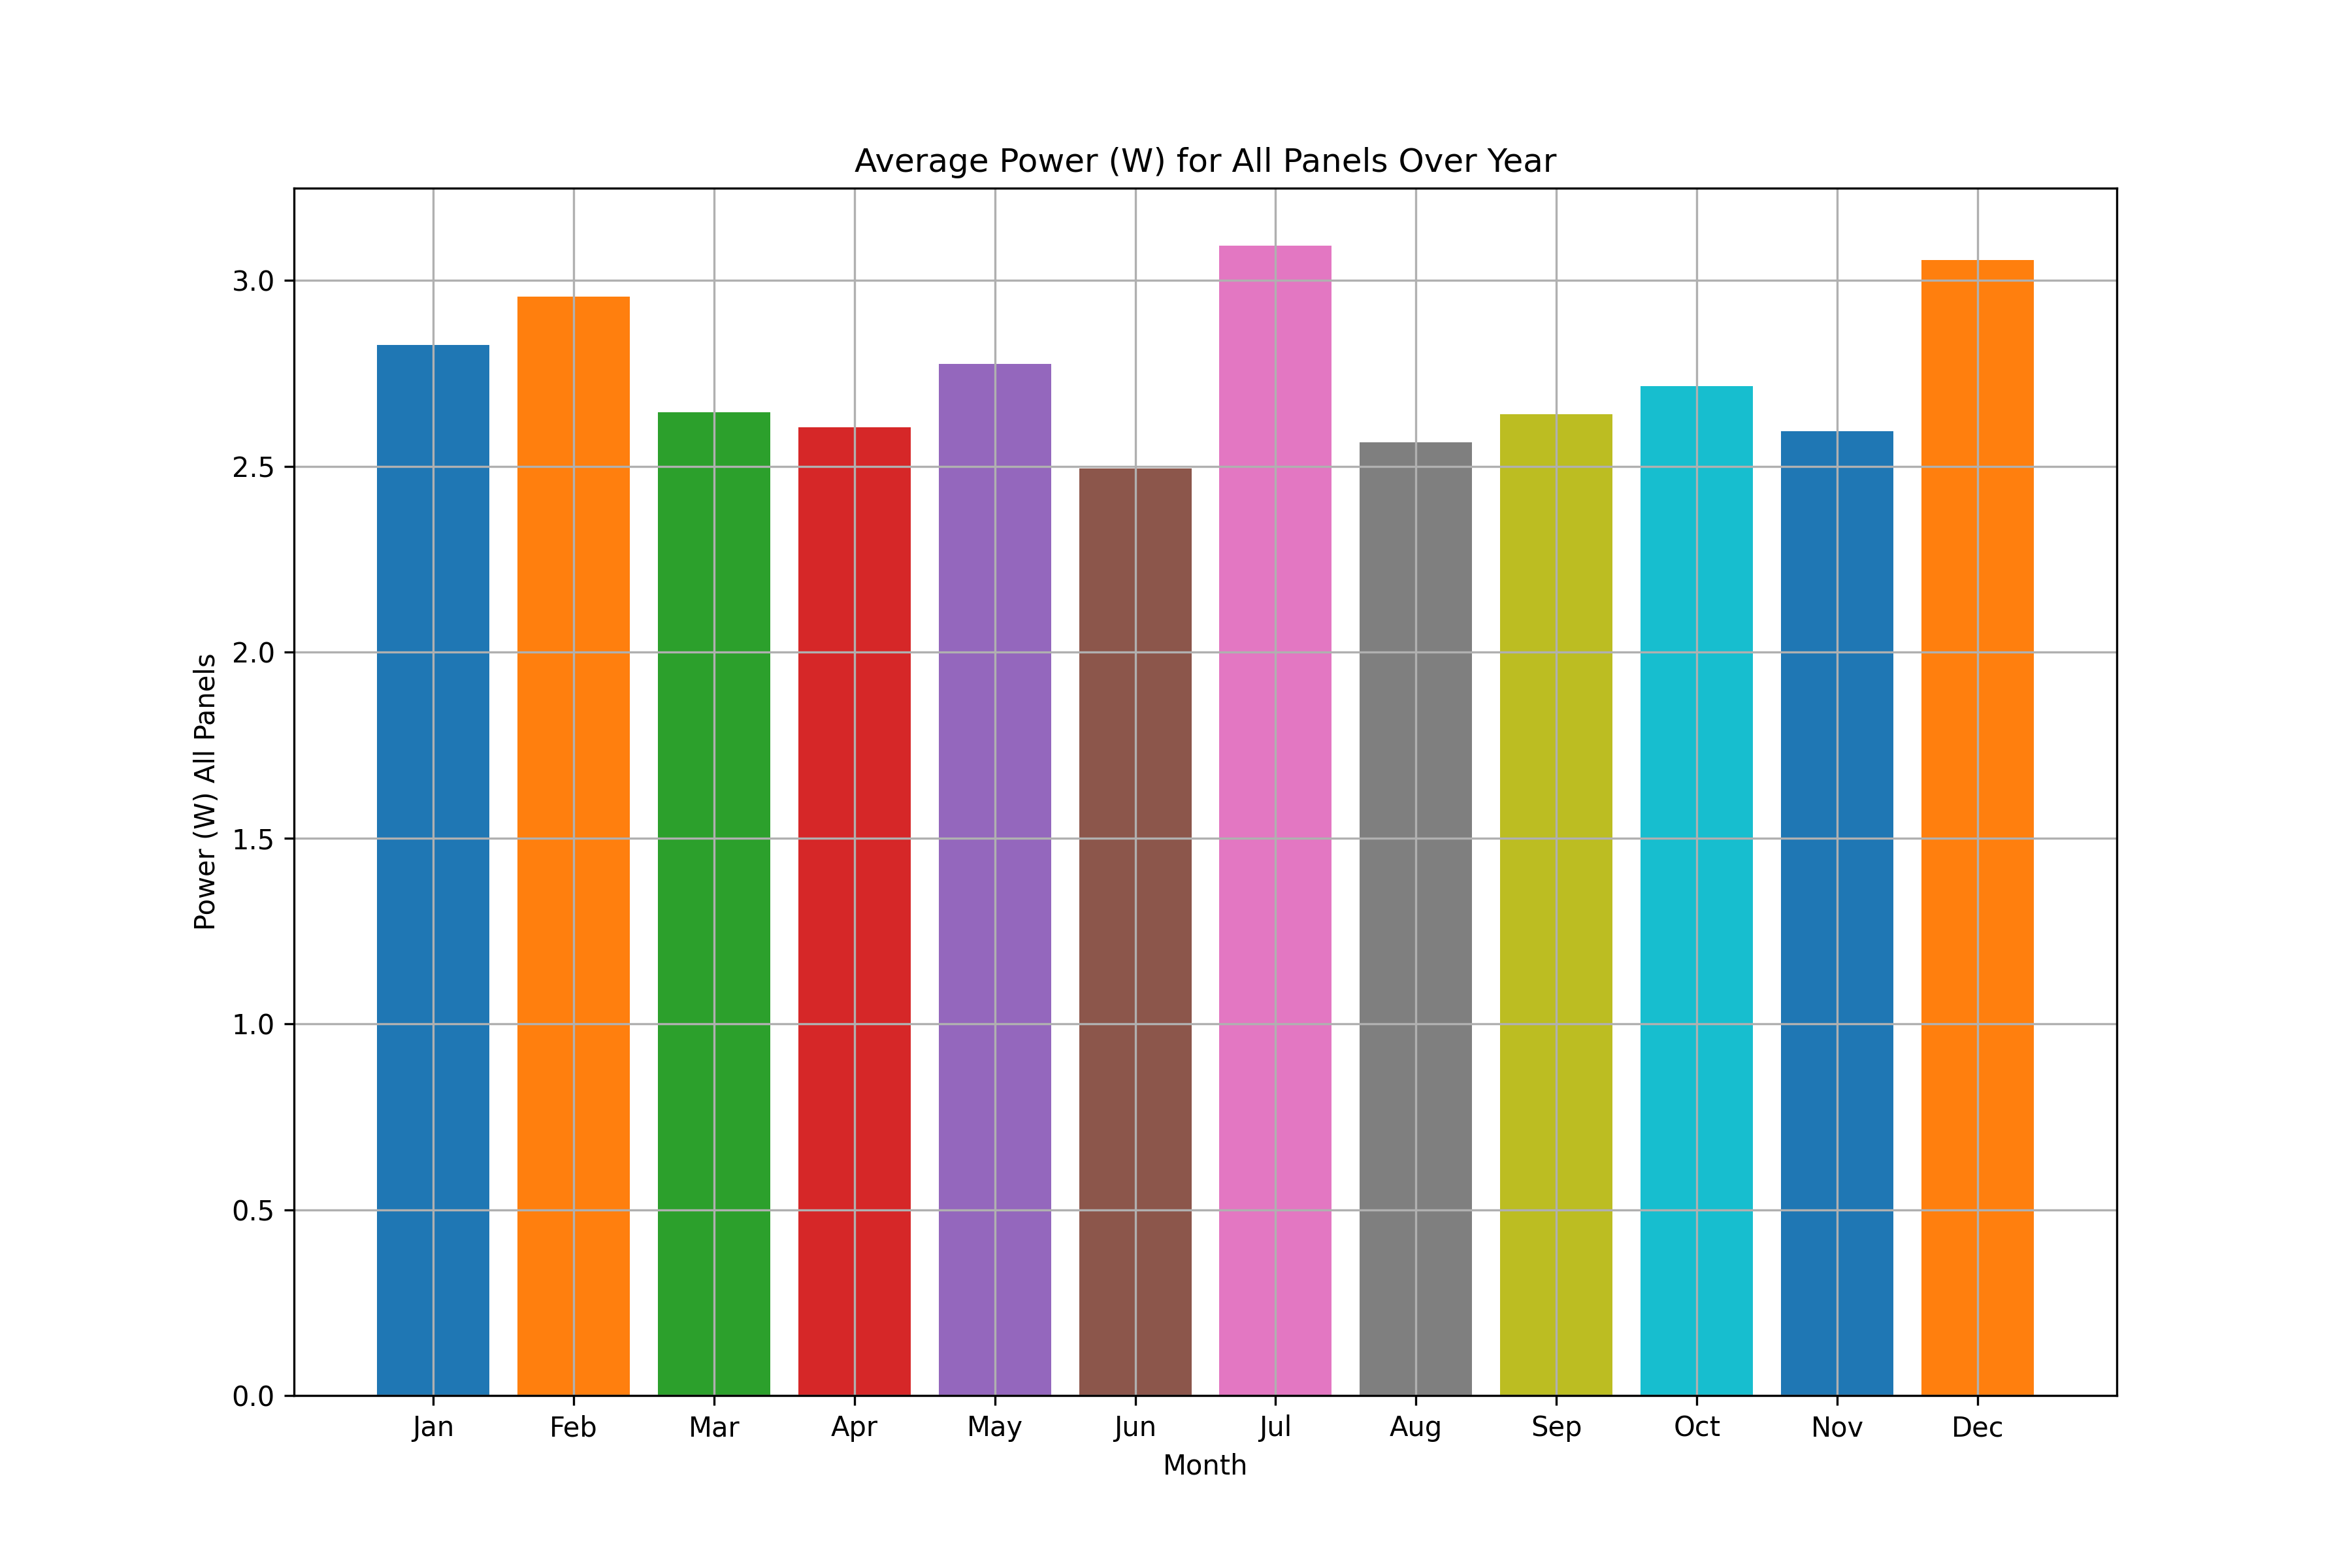 Average Power (W) for All Panels Over Year
Power (W) All Panels
3.0
2.5
2.0
1.5
1.0
0.5
0.0
Jan Feb Mar Apr May Jun Jul Aug Sep Oct Nov Dec
Month